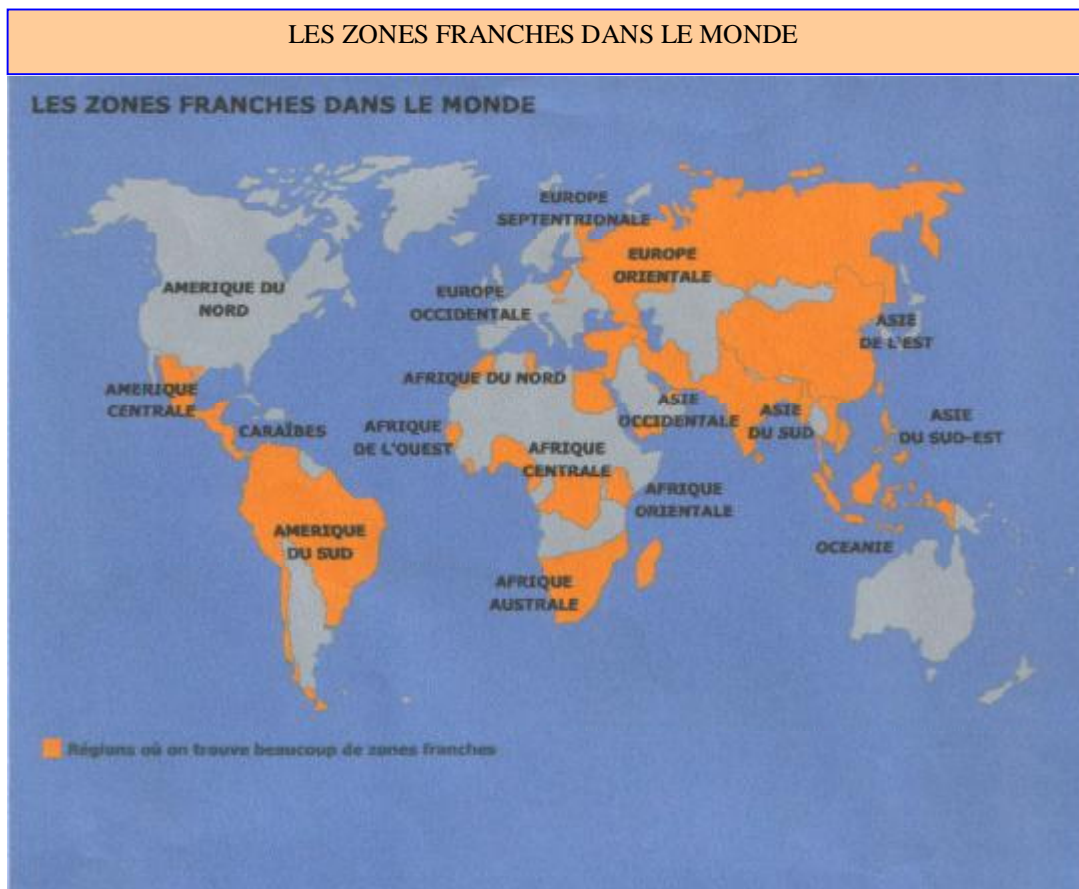 LES ZONES FRANCHES DANS LE MONDE
LES ZONES FRANCHES DANS LE MONDE
EUROPE
SEPTENTRIONALE
EUROPE
ORIENTALE
AMERIQUE DU
NORD
EUROPE
OCCIDENTALE
ASIE
DE L'EST
AFRIQUE DU NORD
AMERIQUE
CENTRALE
ASIE
OCCIDENTALE
ASIE
DU SUD
ASIE
DU SUD-EST
CARAÏBES
AFRIQUE
DE L'OUEST
AFRIQUE
CENTRALE
AFRIQUE
ORIENTALE
AMERIQUE
DU SUD
OCEANIE
AFRIQUE
AUSTRALE
Régions où on trouve beaucoup de zones franches